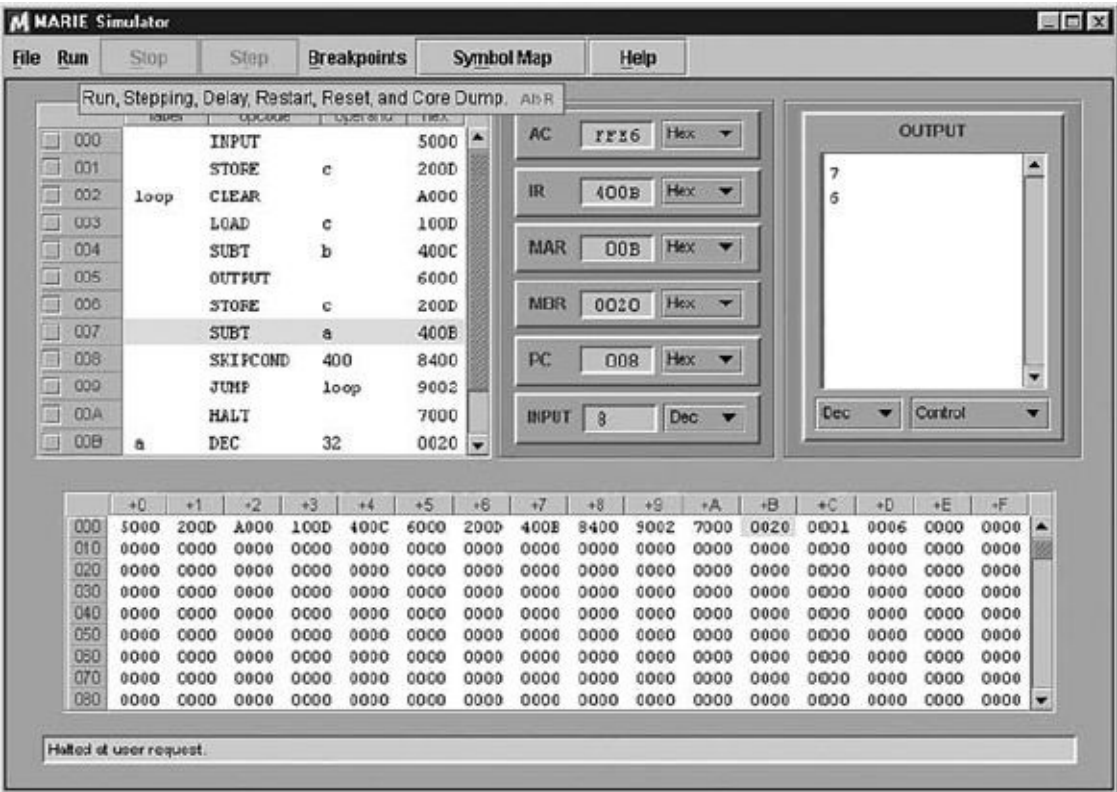 MARIE Simulator
File Run Stop Step Breakpoints Symbol Map Help
Run, Stepping, Delay, Restart, Reset, and Core Dump. Alt-R
label opcode operand hex
000 INPUT 5000
001 STORE c 200D
002 loop CLEAR A000
003 LOAD c 100D
004 SUBT b 400C
005 OUTPUT 6000
006 STORE c 200D
007 SUBT a 400B
008 SKIPCOND 400 8400
009 JUMP loop 9002
00A HALT 7000
00B a DEC 32 0020
AC Hex
IR 400B Hex
MAR 00B Hex
MBR 0020 Hex
PC 008 Hex
INPUT 8 Dec
OUTPUT
7
6
Dec Control
+0 +1 +2 +3 +4 +5 +6 +7 +8 +9 +A +B +C +D +E +F
000 5000 200D A000 100D 400C 6000 200D 400B 8400 9002 7000 0020 0001 0006 0000 0000
010 0000 0000 0000 0000 0000 0000 0000 0000 0000 0000 0000 0000 0000 0000 0000 0000
020 0000 0000 0000 0000 0000 0000 0000 0000 0000 0000 0000 0000 0000 0000 0000 0000
030 0000 0000 0000 0000 0000 0000 0000 0000 0000 0000 0000 0000 0000 0000 0000 0000
040 0000 0000 0000 0000 0000 0000 0000 0000 0000 0000 0000 0000 0000 0000 0000 0000
050 0000 0000 0000 0000 0000 0000 0000 0000 0000 0000 0000 0000 0000 0000 0000 0000
060 0000 0000 0000 0000 0000 0000 0000 0000 0000 0000 0000 0000 0000 0000 0000 0000
070 0000 0000 0000 0000 0000 0000 0000 0000 0000 0000 0000 0000 0000 0000 0000 0000
080 0000 0000 0000 0000 0000 0000 0000 0000 0000 0000 0000 0000 0000 0000 0000 0000
Halted at user request.